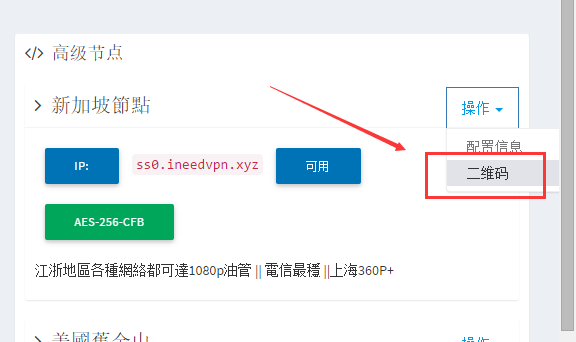 </> 高级节点
> 新加坡節點
操作
配置信息
二维码
IP:
ss0.ineedvpn.xyz
可用
AES-256-CFB
江浙地區各種網絡都可達1080p油管 || 電信最穩 ||上海360P+
> 美國舊金山
操作